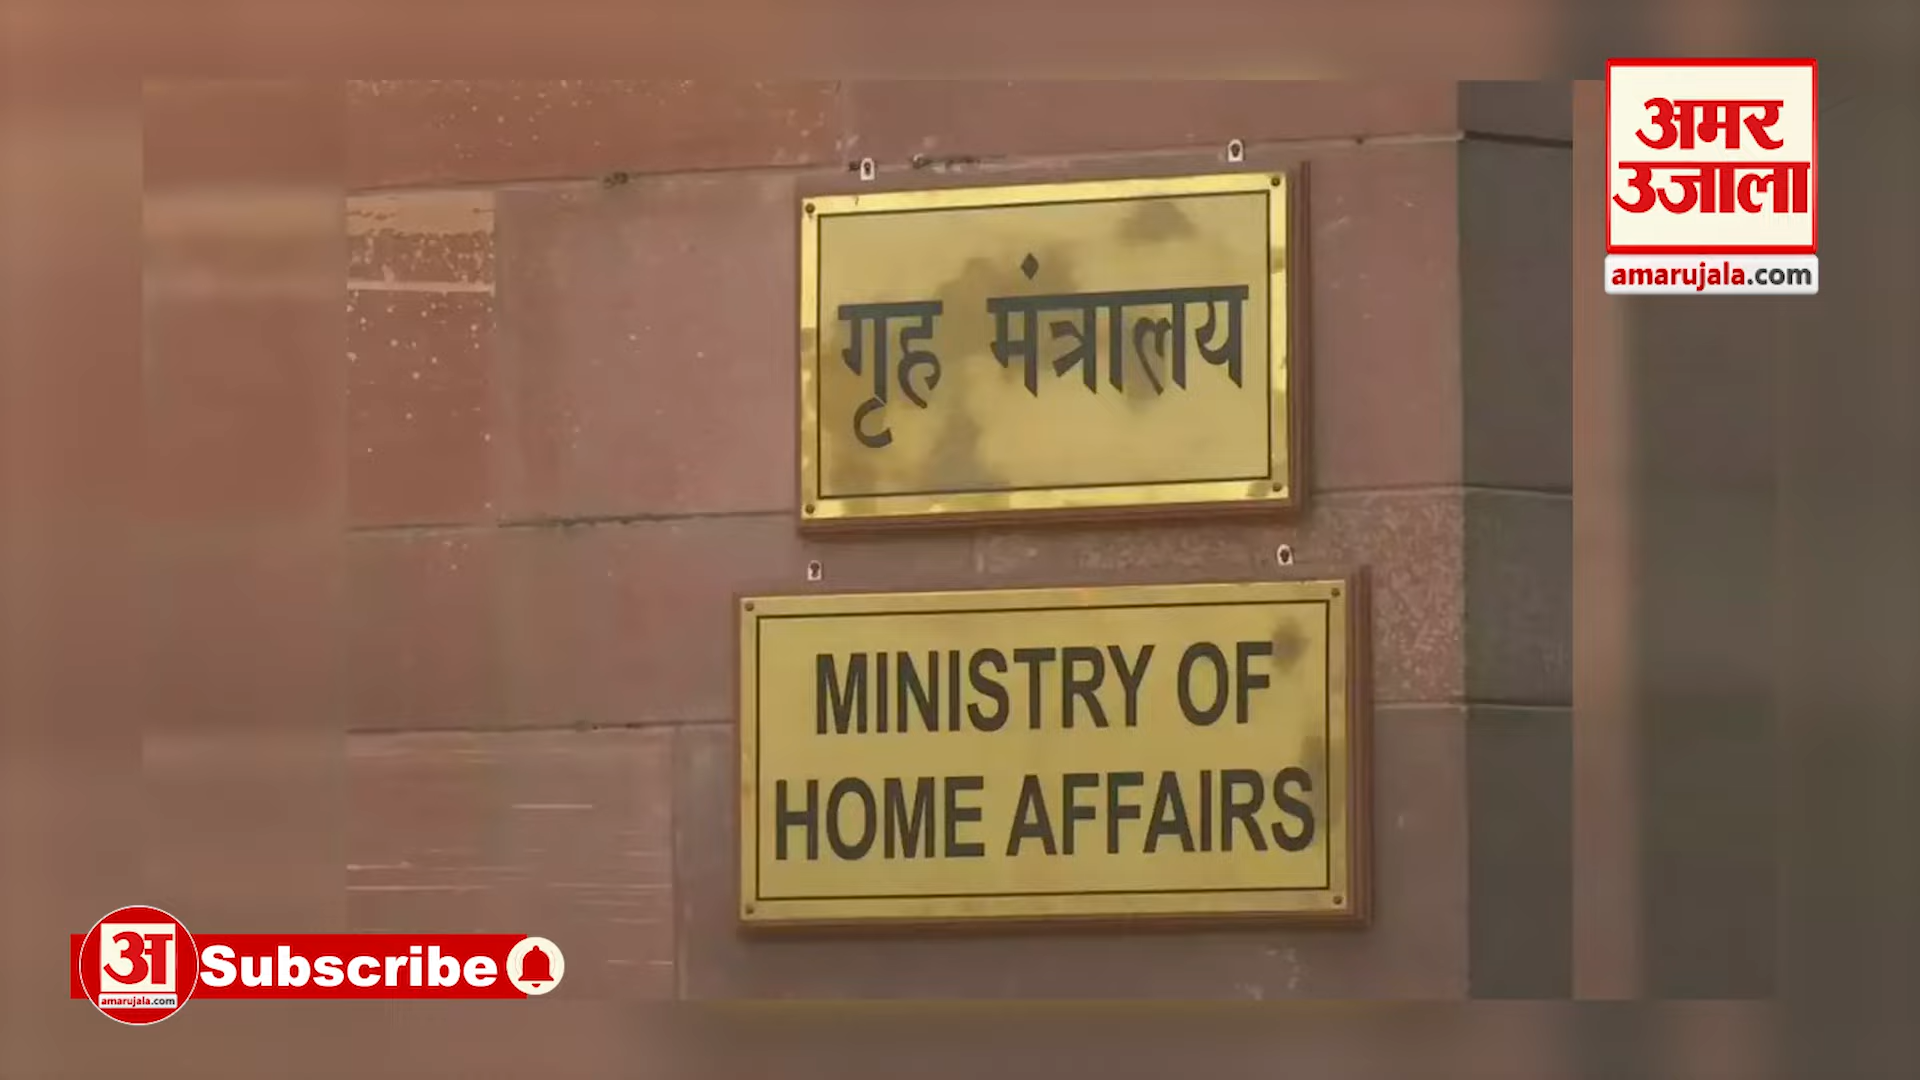 अमर
उजाला
amarujala.com
गृह मंत्रालय
MINISTRY OF
HOME AFFAIRS
अ
amarujala.com
Subscribe